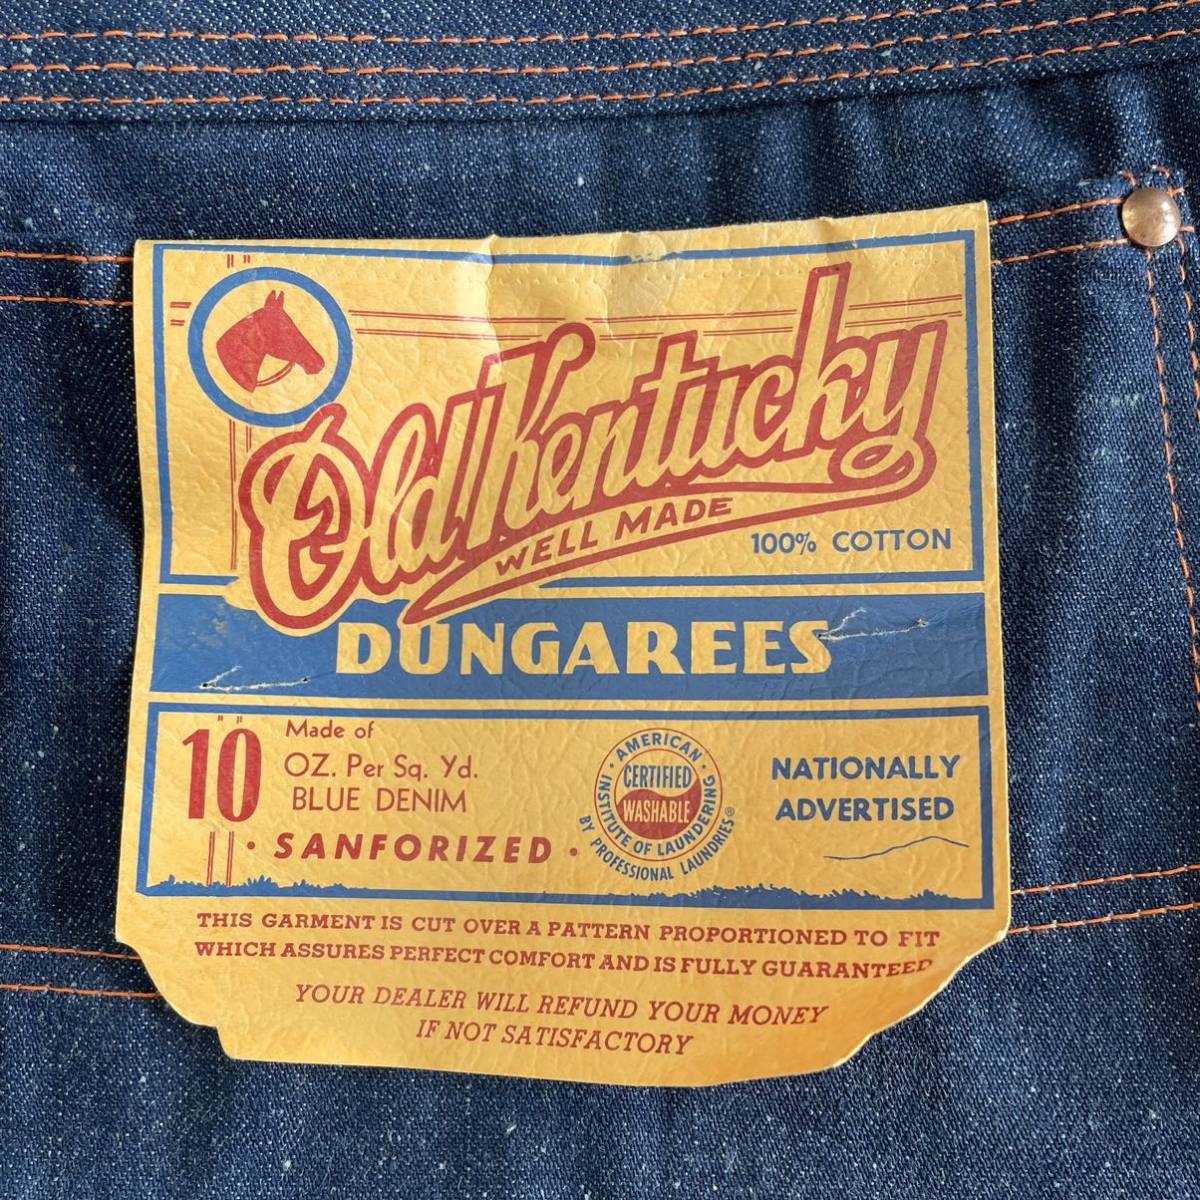 Old Kentucky
WELL MADE
100% COTTON
DUNGAREES
10
Made of
OZ. Per Sq. Yd.
BLUE DENIM
· SANFORIZED ·
· AMERICAN ·
INSTITUTE OF LAUNDERING
CERTIFIED
WASHABLE
BY PROFESSIONAL LAUNDRIES®
NATIONALLY
ADVERTISED
THIS GARMENT IS CUT OVER A PATTERN PROPORTIONED TO FIT
WHICH ASSURES PERFECT COMFORT AND IS FULLY GUARANTEED
YOUR DEALER WILL REFUND YOUR MONEY
IF NOT SATISFACTORY